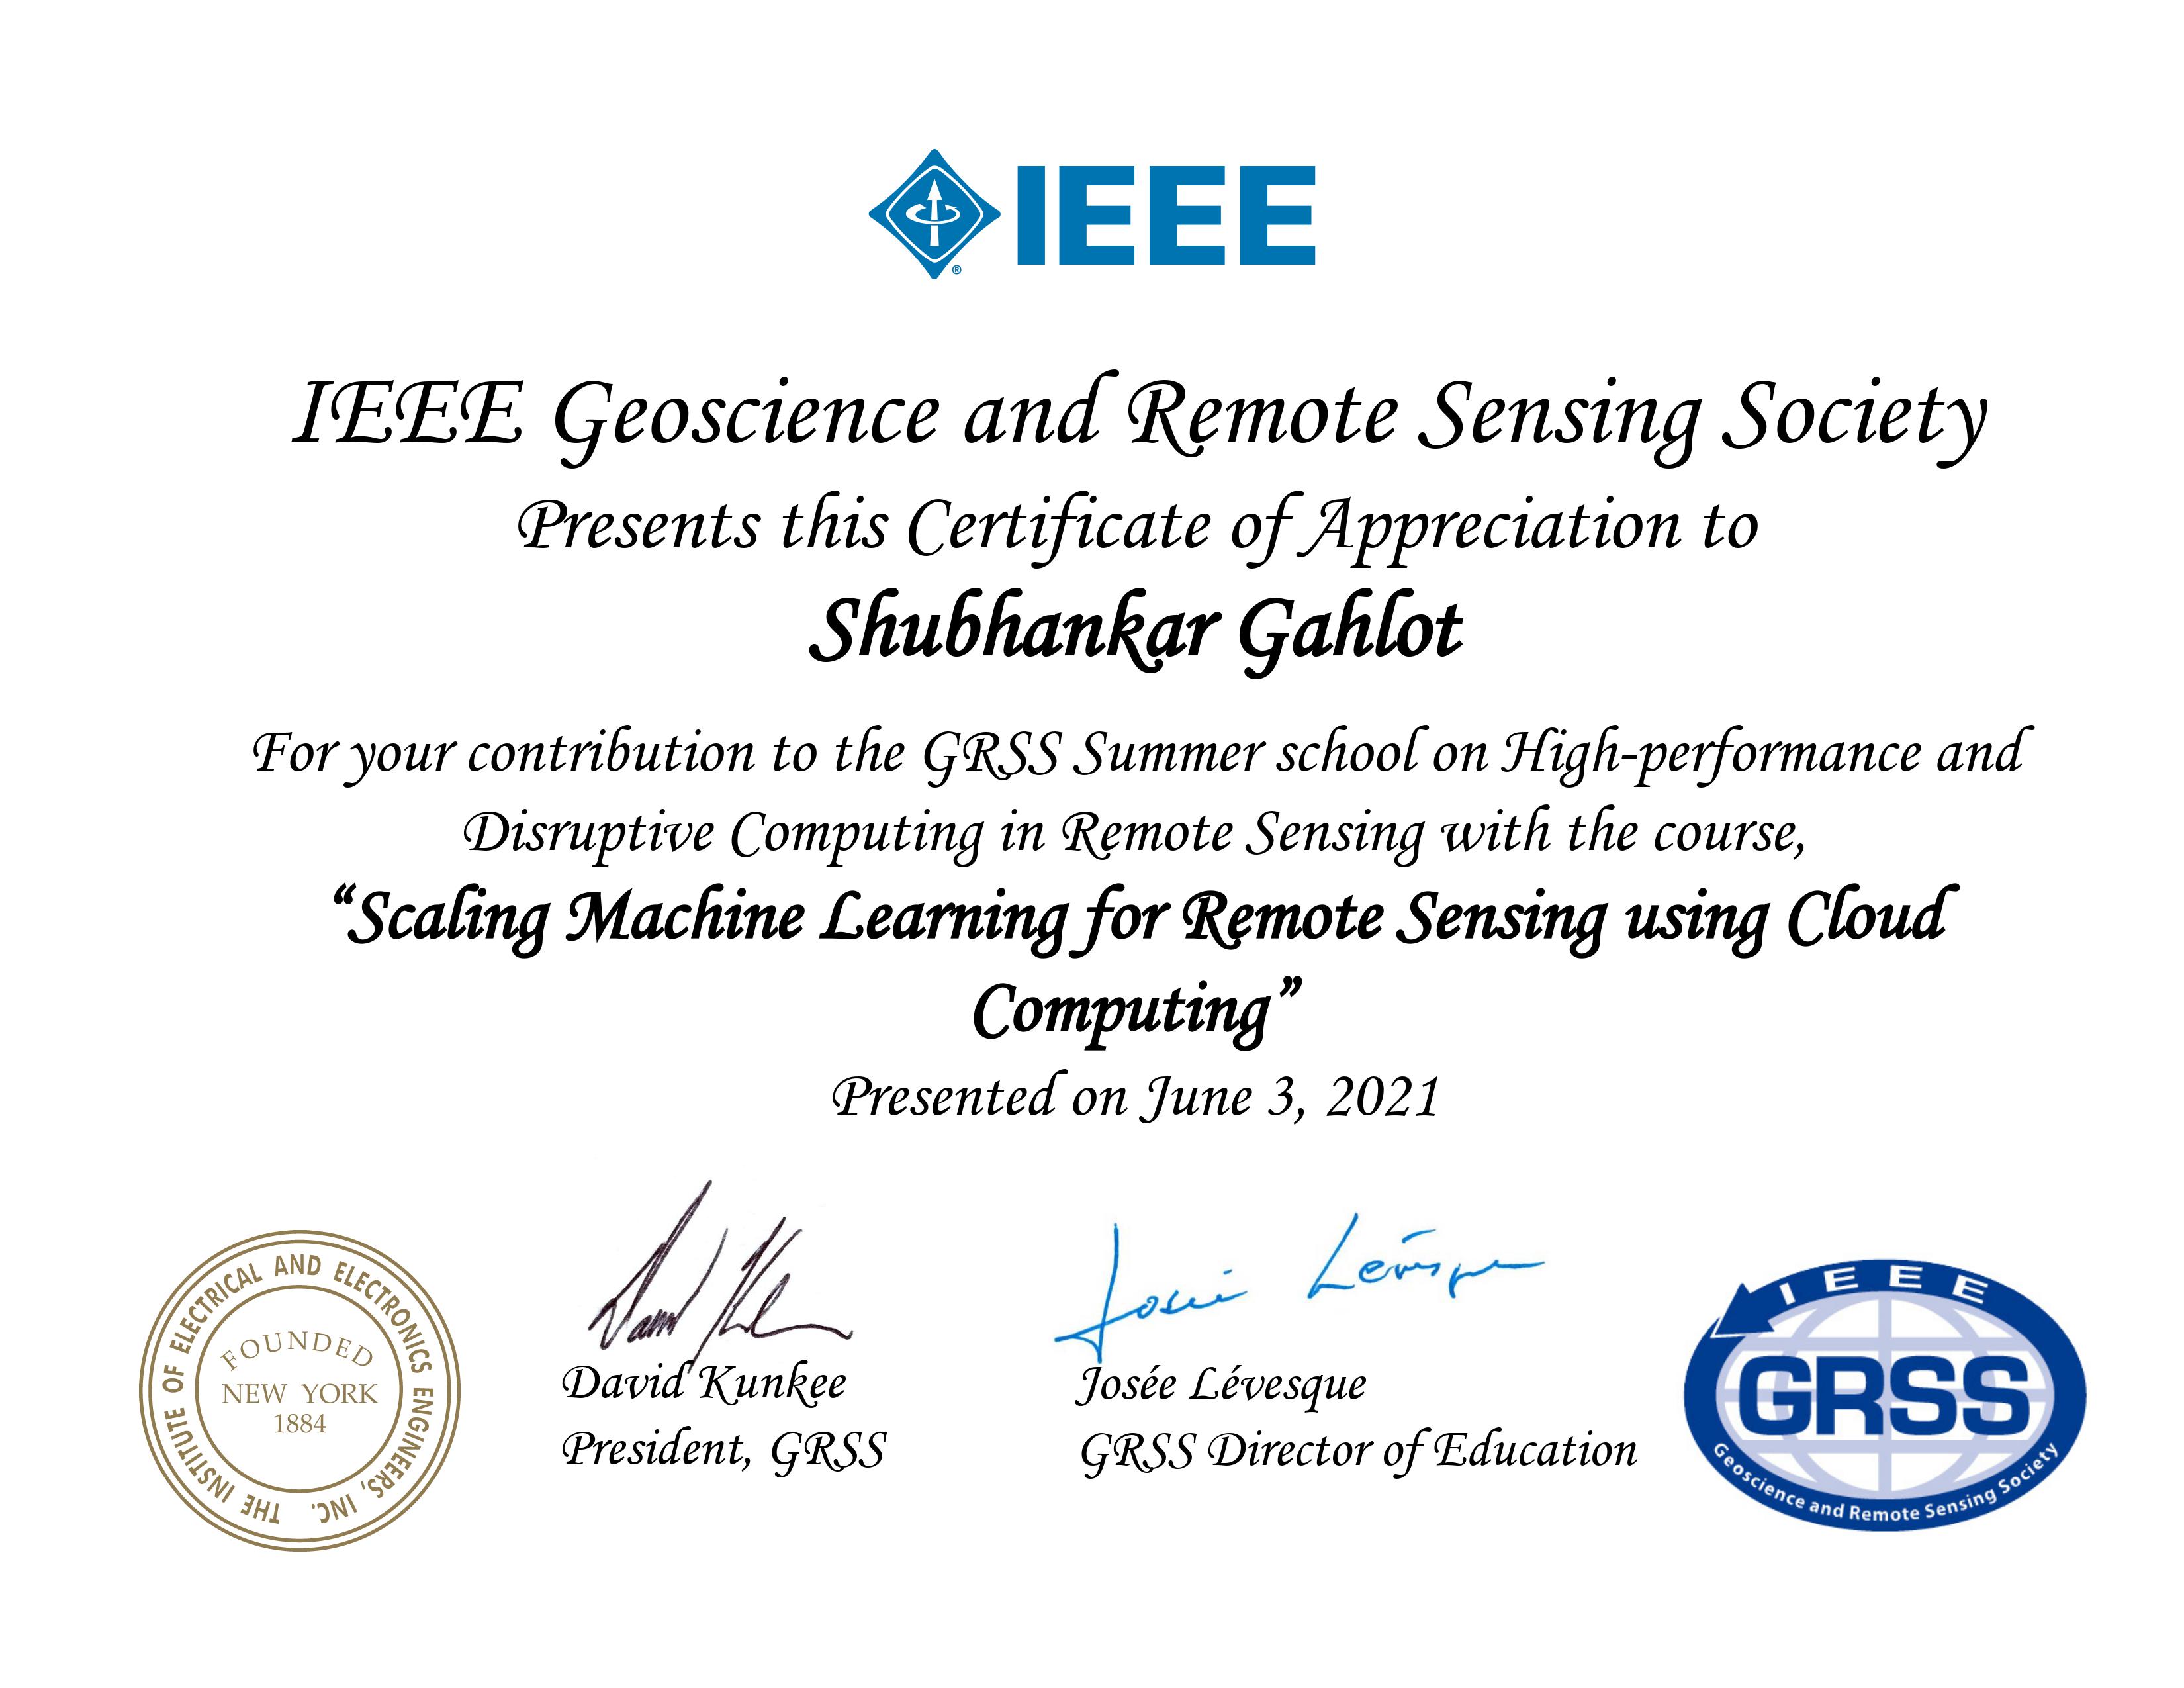 IEEE
IEEE Geoscience and Remote Sensing Society
Presents this Certificate of Appreciation to
Shubhankar Gahlot
For your contribution to the GRSS Summer school on High-performance and
Disruptive Computing in Remote Sensing with the course,
“Scaling Machine Learning for Remote Sensing using Cloud
Computing”
Presented on June 3, 2021
THE INSTITUTE OF ELECTRICAL AND ELECTRONICS ENGINEERS, INC.
FOUNDED
NEW YORK
1884
David Kunkee
President, GRSS
Josée Lévesque
Josée Lévesque
GRSS Director of Education
IEEE
GRSS
Geoscience and Remote Sensing Society